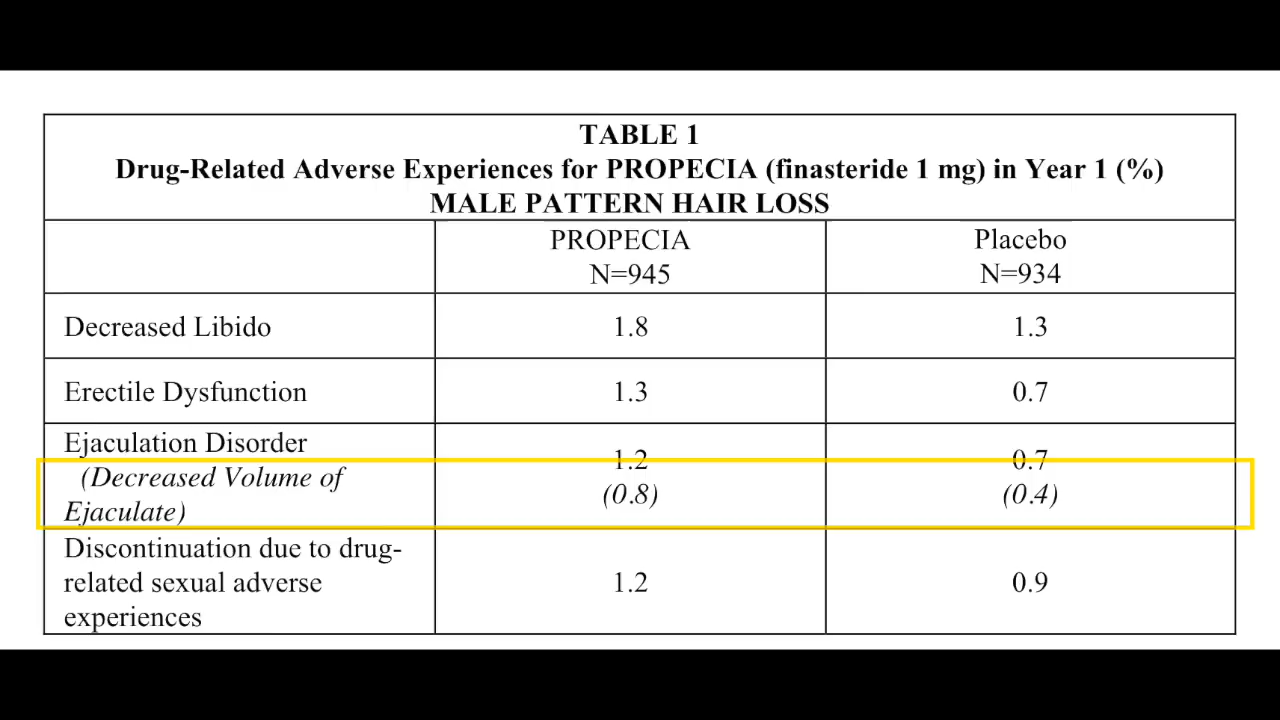 TABLE 1
Drug-Related Adverse Experiences for PROPECIA (finasteride 1 mg) in Year 1 (%)
MALE PATTERN HAIR LOSS
PROPECIA
N=945
Placebo
N=934
Decreased Libido 1.8 1.3
Erectile Dysfunction 1.3 0.7
Ejaculation Disorder 1.2 0.7
(Decreased Volume of
Ejaculate) (0.8) (0.4)
Discontinuation due to drug-
related sexual adverse 1.2 0.9
experiences